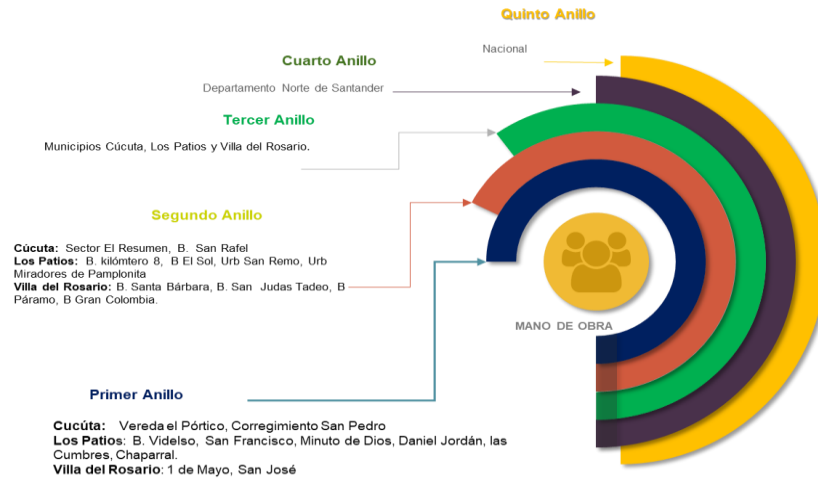 Quinto Anillo
Nacional
Cuarto Anillo
Departamento Norte de Santander
Tercer Anillo
Municipios Cúcuta, Los Patios y Villa del Rosario.
Segundo Anillo
Cúcuta: Sector El Resumen, B. San Rafel
Los Patios: B. kilómtero 8, B El Sol, Urb San Remo, Urb
Miradores de Pamplonita
Villa del Rosario: B. Santa Bárbara, B. San Judas Tadeo, B
Páramo, B Gran Colombia.
MANO DE OBRA
Primer Anillo
Cucúta: Vereda el Pórtico, Corregimiento San Pedro
Los Patios: B. Videlso, San Francisco, Minuto de Dios, Daniel Jordán, las
Cumbres, Chaparral.
Villa del Rosario: 1 de Mayo, San José